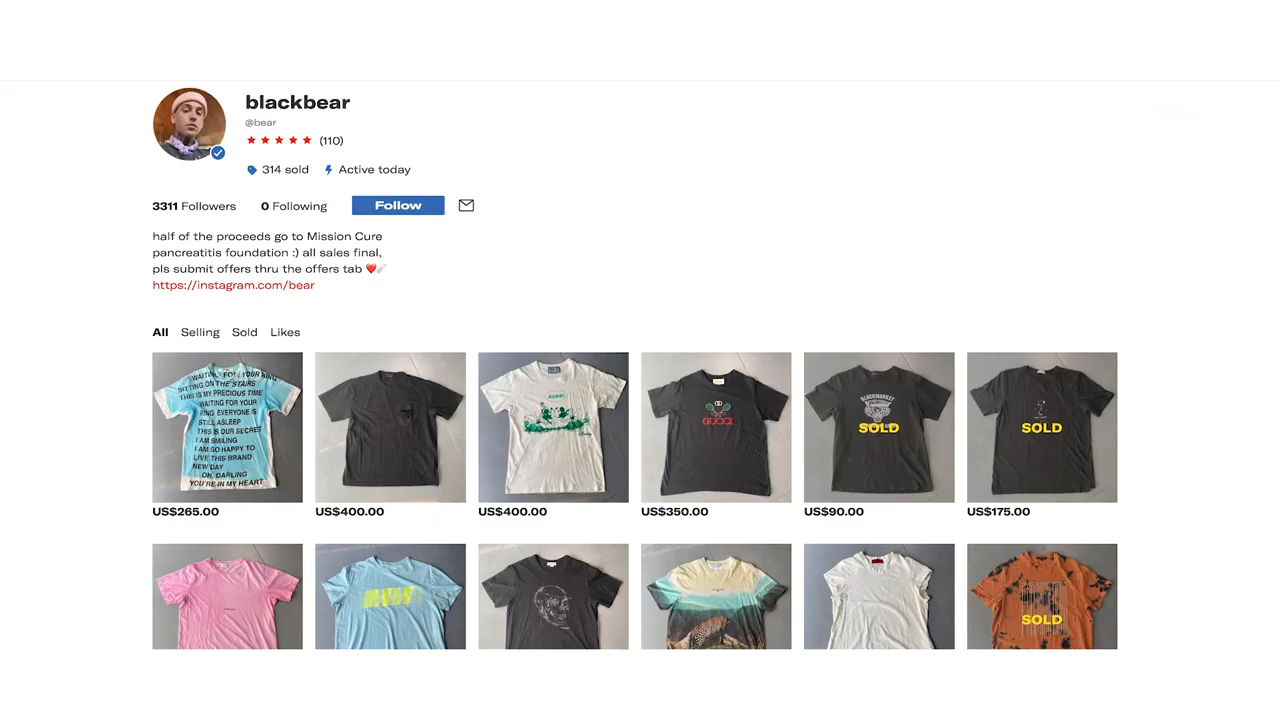 blackbear
@bear
(110)
314 sold
Active today
3311 Followers
0 Following
Follow
half of the proceeds go to Mission Cure
pancreatitis foundation :) all sales final,
pls submit offers thru the offers tab ❤️🩹
https://instagram.com/bear
All
Selling
Sold
Likes
WAITING FOR YOUR RING
SITTING ON THE STAIRS
THIS IS MY PRECIOUS TIME
WAITING FOR YOUR
RING EVERYONE IS
STILL ASLEEP
THIS IS OUR SECRET
I AM SMILING
I AM SO HAPPY TO
LIVE THIS BRAND
NEW DAY
OH, DARLING
YOU'RE IN MY HEART
GUCCI
GUCCI
BLACKMARKET
SOLD
SOLD
US$265.00
US$400.00
US$400.00
US$350.00
US$90.00
US$175.00
SOLD